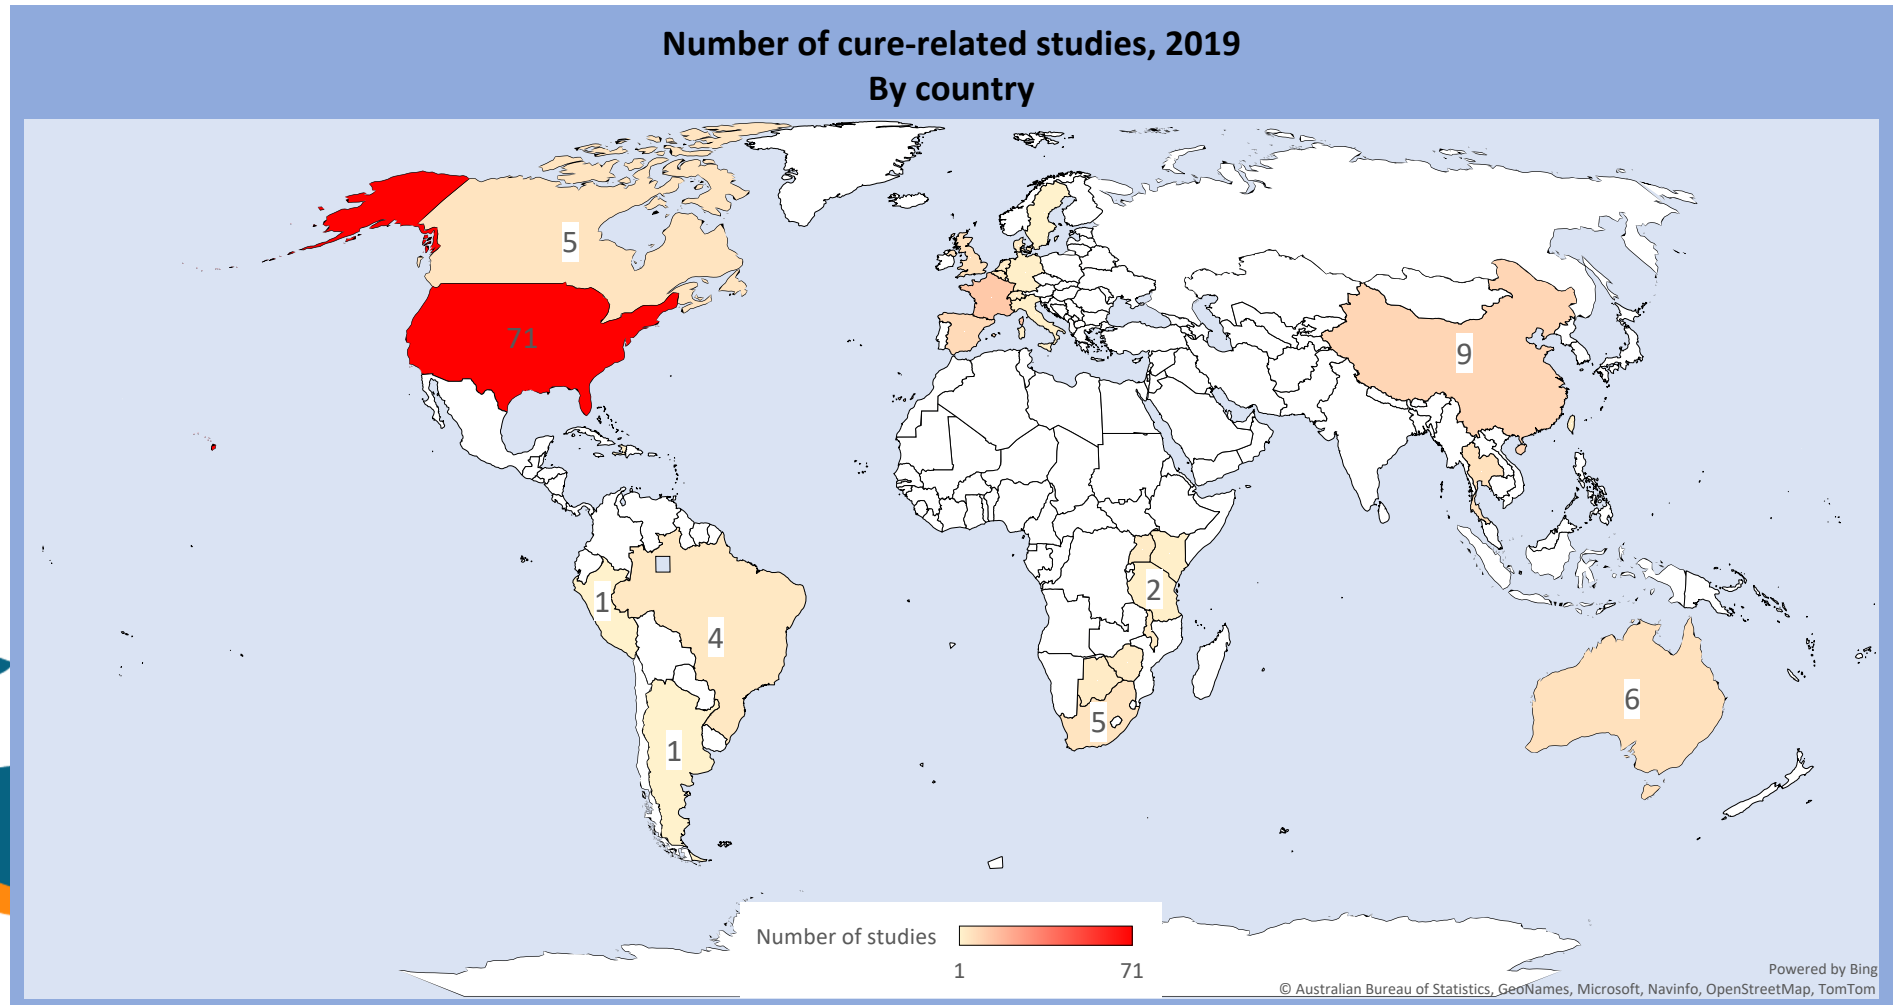 Number of cure-related studies, 2019
By country
5
71
9
1
2
4
6
5
1
Number of studies
1
71
Powered by Bing
© Australian Bureau of Statistics, GeoNames, Microsoft, Navinfo, OpenStreetMap, TomTom